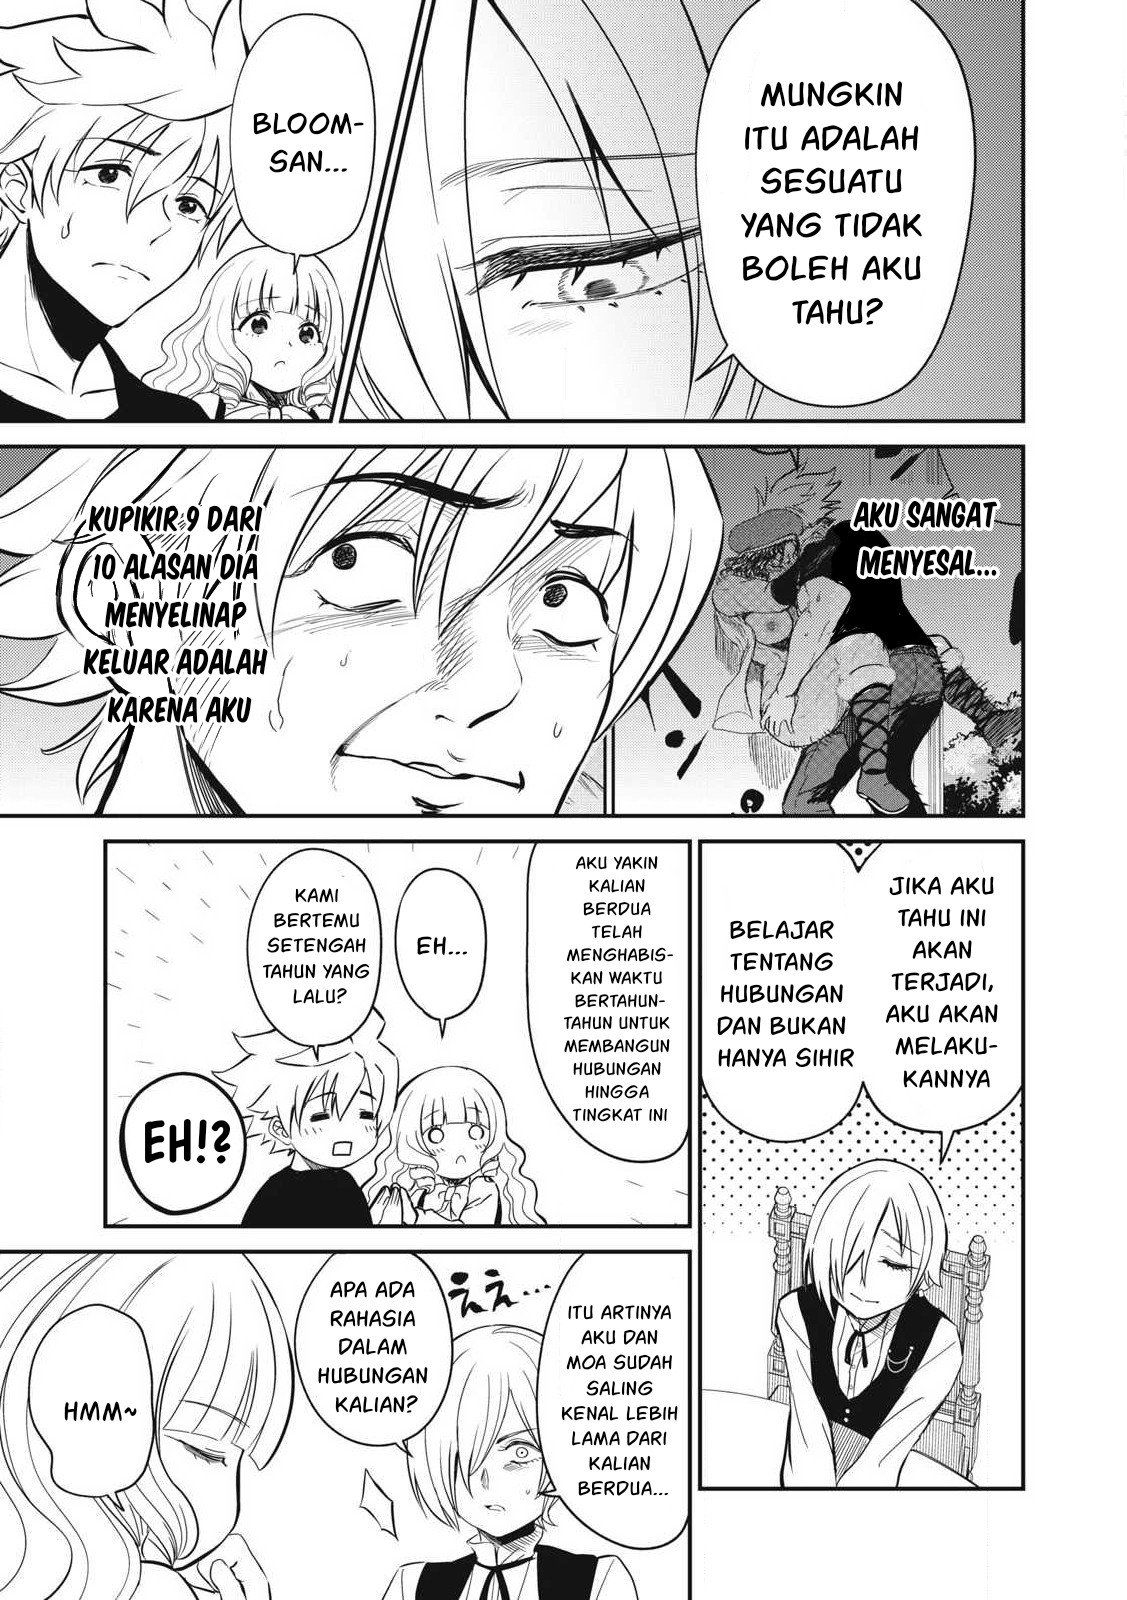 MUNGKIN
ITU ADALAH
SESUATU
YANG TIDAK
BOLEH AKU
TAHU?
BLOOM-
SAN...
AKU SANGAT
MENYESAL...
KUPIKIR 9 DARI
10 ALASAN DIA
MENYELINAP
KELUAR ADALAH
KARENA AKU
JIKA AKU
TAHU INI
AKAN
TERJADI,
AKU AKAN
MELAKU-
KANNYA
BELAJAR
TENTANG
HUBUNGAN
DAN BUKAN
HANYA SIHIR
AKU YAKIN
KALIAN
BERDUA
TELAH
MENGHABIS-
KAN WAKTU
BERTAHUN-
TAHUN UNTUK
MEMBANGUN
HUBUNGAN
HINGGA
TINGKAT INI
EH...
KAMI
BERTEMU
SETENGAH
TAHUN YANG
LALU?
EH!?
ITU ARTINYA
AKU DAN
MOA SUDAH
SALING
KENAL LEBIH
LAMA DARI
KALIAN
BERDUA...
ええ…
APA ADA
RAHASIA
DALAM
HUBUNGAN
KALIAN?
HMM~